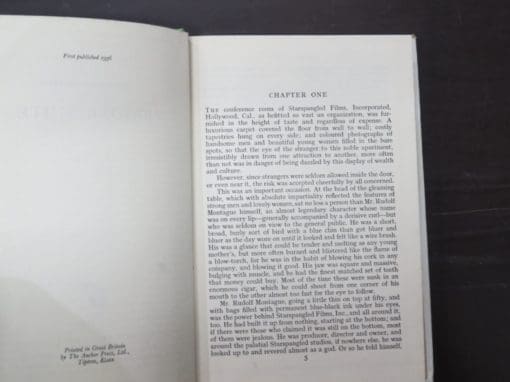 First published 1956
Printed in Great Britain
by The Anchor Press, Ltd.,
Tiptree, Essex
CHAPTER ONE
THE conference room of Starspangled Films, Incorporated,
Hollywood, Cal., as befitted so vast an organization, was fur-
nished in the height of taste and regardless of expense. A
luxurious carpet covered the floor from wall to wall; costly
tapestries hung on every side; and coloured photographs of
handsome men and beautiful young women filled in the bare
spots, so that the eye of the stranger to this noble apartment,
irresistibly drawn from one attraction to another, more often
than not was in danger of being dazzled by this display of wealth
and culture.
However, since strangers were seldom allowed inside the door,
or even near it, the risk was accepted cheerfully by all concerned.
This was an important occasion. At the head of the gleaming
table, which with absolute impartiality reflected the features of
strong men and lovely women, sat no less a person than Mr. Rudolf
Montague himself, an almost legendary character whose name
was on every lip—generally accompanied by a decisive curl—but
who was seldom on view to the general public. He was a short,
broad, burly sort of bird with a blue chin that got bluer and
bluer as the day wore on until it looked and felt like a wire brush.
His was a choice that could be tender and melting as any young
mother's, but more often burned and blistered like the flame of
a blow-torch, for he was in the habit of blowing his cork in any
company, and blowing it good. His jaw was square and massive,
bulging with muscle, and he had the finest matched set of teeth
that money could buy. Most of the time these were sunk in an
enormous cigar, which he could shoot from one corner of his
mouth to the other almost too fast for the eye to follow.
Mr. Rudolf Montague, going a little thin on top at fifty, and
with bags filled with permanent blue-black ink under his eyes,
was the power behind Starspangled Films, Inc., and all around it,
too. He had built it up from nothing, starting at the bottom; and
if there were those who claimed it was still on the bottom, most
of them were jealous. He was producer, director and owner, and
around the palatial Starspangled studios, if nowhere else, he was
looked up to and revered almost as a god. Or so he told himself,
5